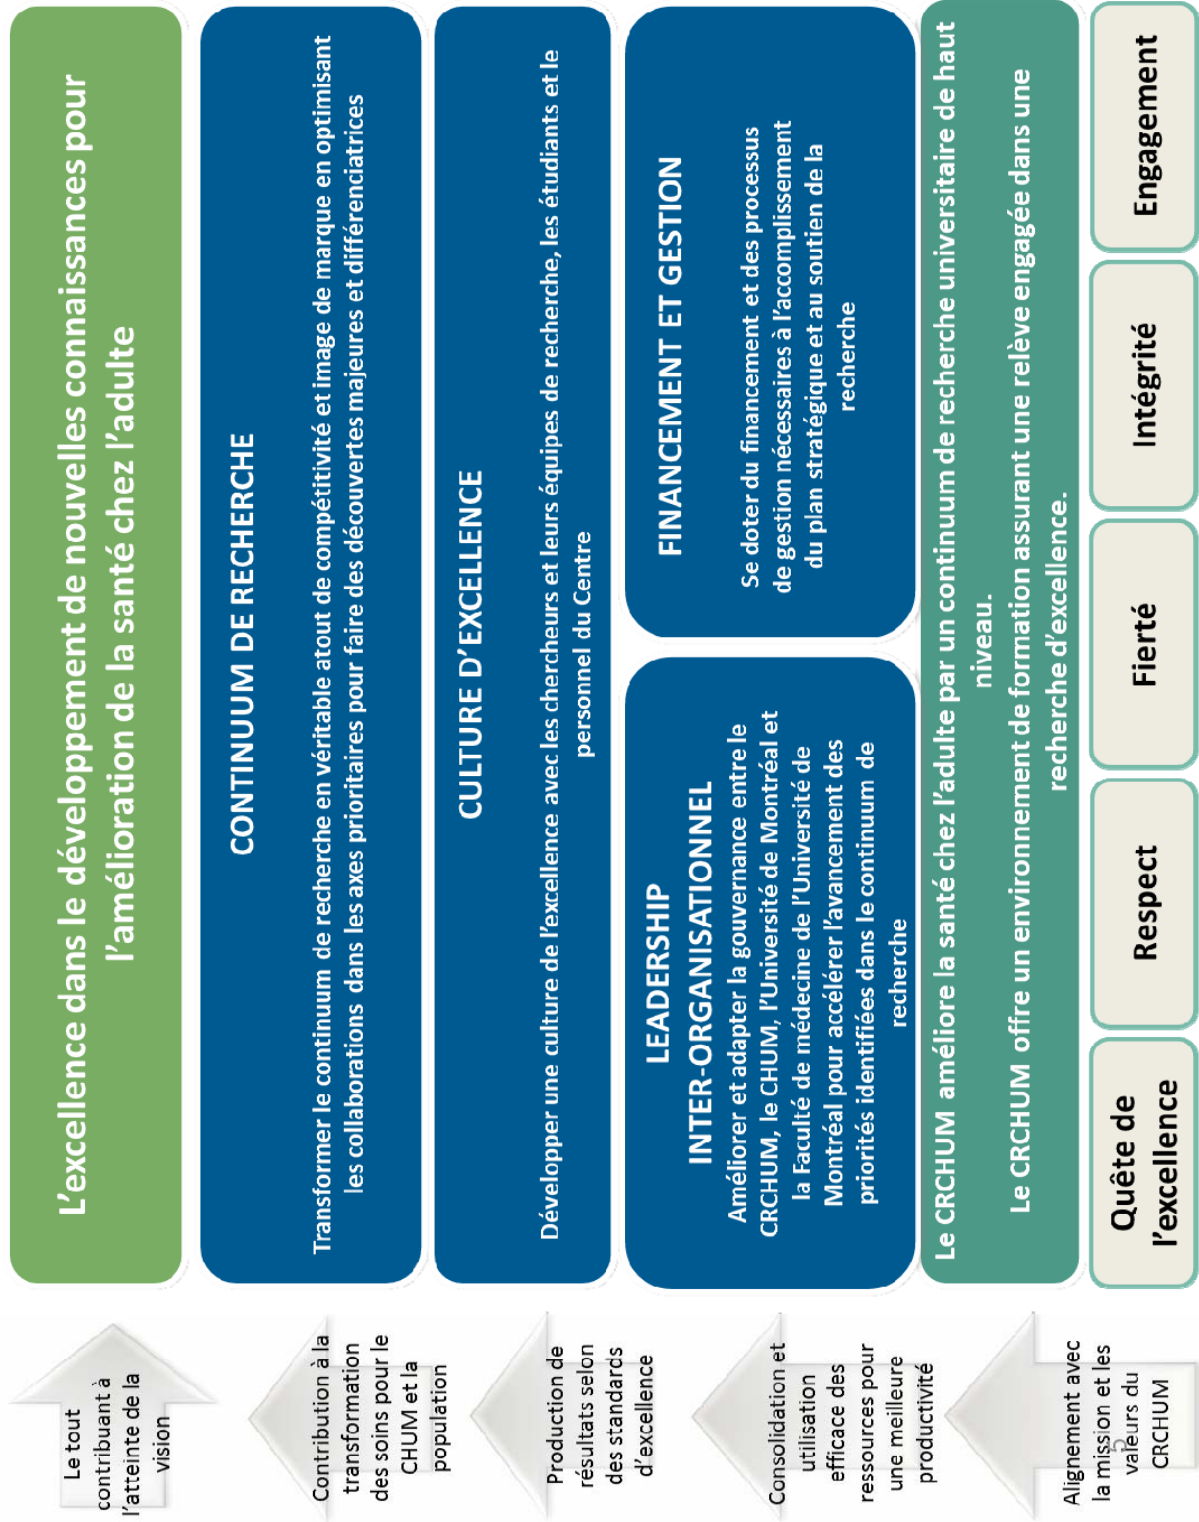 Le tout
contribuant à
l'atteinte de la
vision
L'excellence dans le développement de nouvelles connaissances pour
l'amélioration de la santé chez l'adulte
Contribution à la
transformation
des soins pour le
CHUM et la
population
CONTINUUM DE RECHERCHE
Transformer le continuum de recherche en véritable atout de compétitivité et image de marque en optimisant
les collaborations dans les axes prioritaires pour faire des découvertes majeures et différenciatrices
Production de
résultats selon
des standards
d'excellence
CULTURE D'EXCELLENCE
Développer une culture de l'excellence avec les chercheurs et leurs équipes de recherche, les étudiants et le
personnel du Centre
Consolidation et
utilisation
efficace des
ressources pour
une meilleure
productivité
LEADERSHIP
INTER-ORGANISATIONNEL
Améliorer et adapter la gouvernance entre le
CRCHUM, le CHUM, l'Université de Montréal et
la Faculté de médecine de l'Université de
Montréal pour accélérer l'avancement des
priorités identifiées dans le continuum de
recherche
FINANCEMENT ET GESTION
Se doter du financement et des processus
de gestion nécessaires à l'accomplissement
du plan stratégique et au soutien de la
recherche
Alignement avec
la mission et les
valeurs du
CRCHUM
5
Le CRCHUM améliore la santé chez l'adulte par un continuum de recherche universitaire de haut
niveau.
Le CRCHUM offre un environnement de formation assurant une relève engagée dans une
recherche d'excellence.
Quête de
l'excellence
Respect
Fierté
Intégrité
Engagement